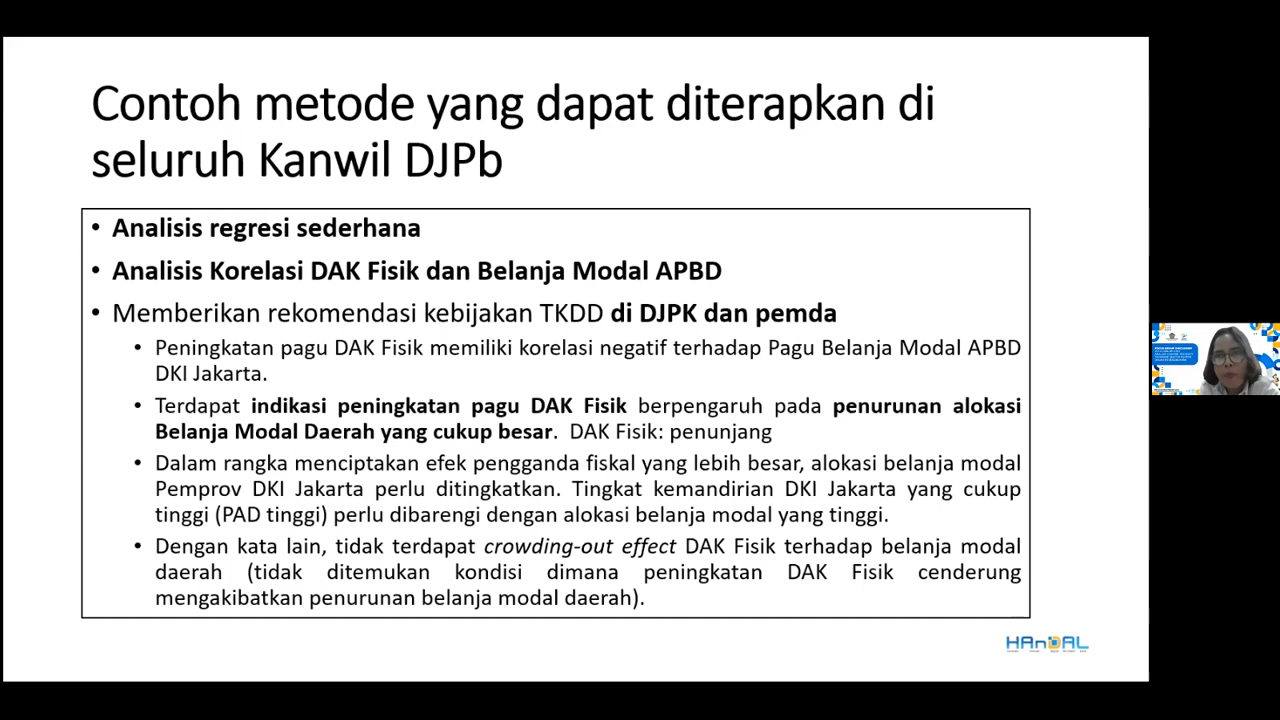 Contoh metode yang dapat diterapkan di
seluruh Kanwil DJPb
• Analisis regresi sederhana
• Analisis Korelasi DAK Fisik dan Belanja Modal APBD
• Memberikan rekomendasi kebijakan TKDD di DJPK dan pemda
• Peningkatan pagu DAK Fisik memiliki korelasi negatif terhadap Pagu Belanja Modal APBD
DKI Jakarta.
• Terdapat indikasi peningkatan pagu DAK Fisik berpengaruh pada penurunan alokasi
Belanja Modal Daerah yang cukup besar. DAK Fisik: penunjang
• Dalam rangka menciptakan efek pengganda fiskal yang lebih besar, alokasi belanja modal
Pemprov DKI Jakarta perlu ditingkatkan. Tingkat kemandirian DKI Jakarta yang cukup
tinggi (PAD tinggi) perlu dibarengi dengan alokasi belanja modal yang tinggi.
• Dengan kata lain, tidak terdapat crowding-out effect DAK Fisik terhadap belanja modal
daerah (tidak ditemukan kondisi dimana peningkatan DAK Fisik cenderung
mengakibatkan penurunan belanja modal daerah).
HAnDAL